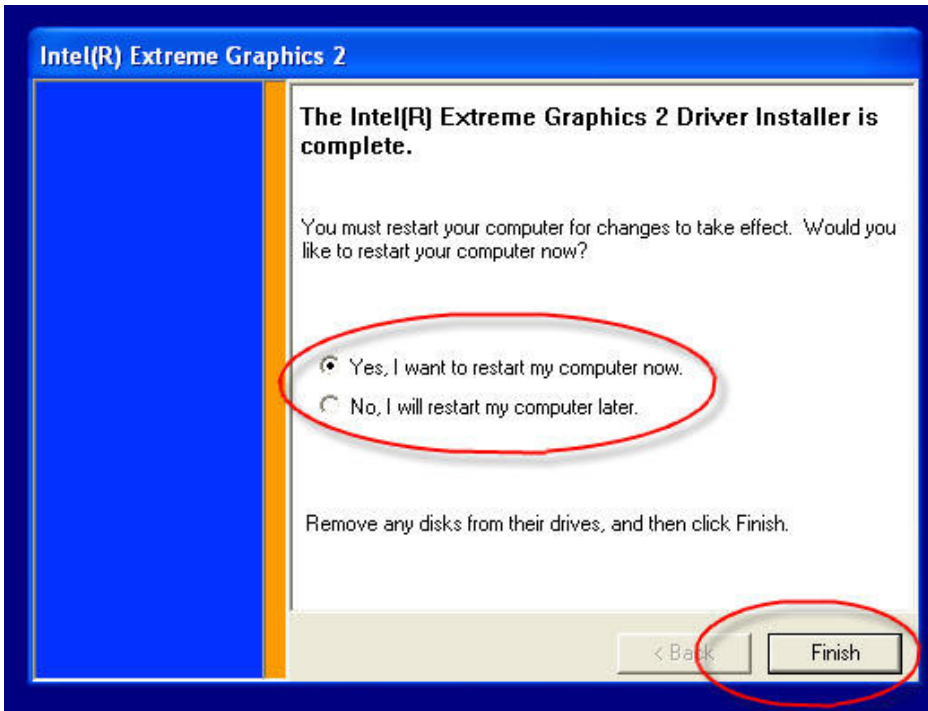 Intel(R) Extreme Graphics 2
The Intel(R) Extreme Graphics 2 Driver Installer is
complete.
You must restart your computer for changes to take effect.  Would you
like to restart your computer now?
Yes, I want to restart my computer now.
No, I will restart my computer later.
Remove any disks from their drives, and then click Finish.
< Back
Finish